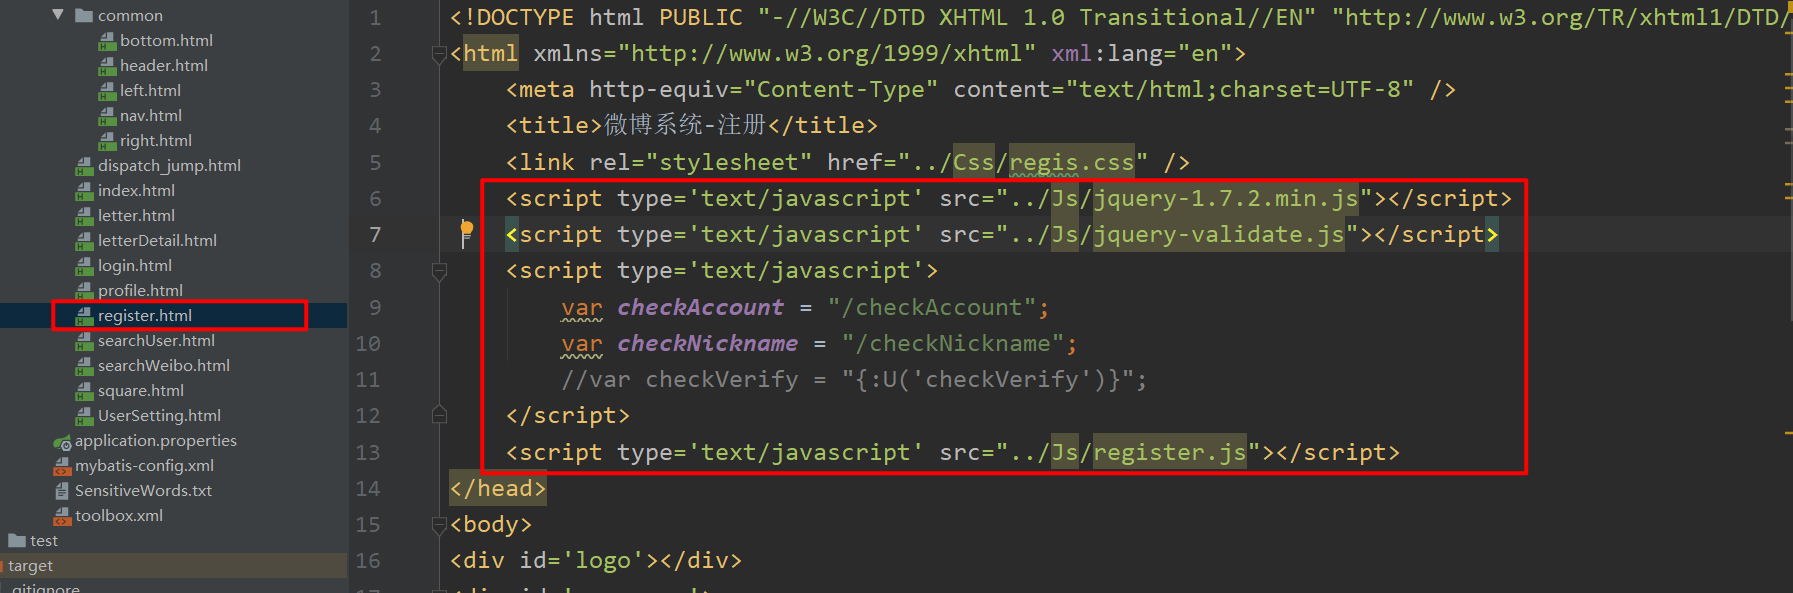 common
bottom.html
header.html
left.html
nav.html
right.html
dispatch_jump.html
index.html
letter.html
letterDetail.html
login.html
profile.html
register.html
searchUser.html
searchWeibo.html
square.html
UserSetting.html
application.properties
mybatis-config.xml
SensitiveWords.txt
toolbox.xml
test
target
.gitignore
1 <!DOCTYPE html PUBLIC "-//W3C//DTD XHTML 1.0 Transitional//EN" "http://www.w3.org/TR/xhtml1/DTD/
2 <html xmlns="http://www.w3.org/1999/xhtml" xml:lang="en">
3 <meta http-equiv="Content-Type" content="text/html;charset=UTF-8" />
4 <title>微博系统-注册</title>
5 <link rel="stylesheet" href="../Css/regis.css" />
6 <script type='text/javascript' src="../Js/jquery-1.7.2.min.js"></script>
7 <script type='text/javascript' src="../Js/jquery-validate.js"></script>
8 <script type='text/javascript'>
9 var checkAccount = "/checkAccount";
10 var checkNickname = "/checkNickname";
11 //var checkVerify = "{:U('checkVerify')}";
12 </script>
13 <script type='text/javascript' src="../Js/register.js"></script>
14 </head>
15 <body>
16 <div id='logo'></div>